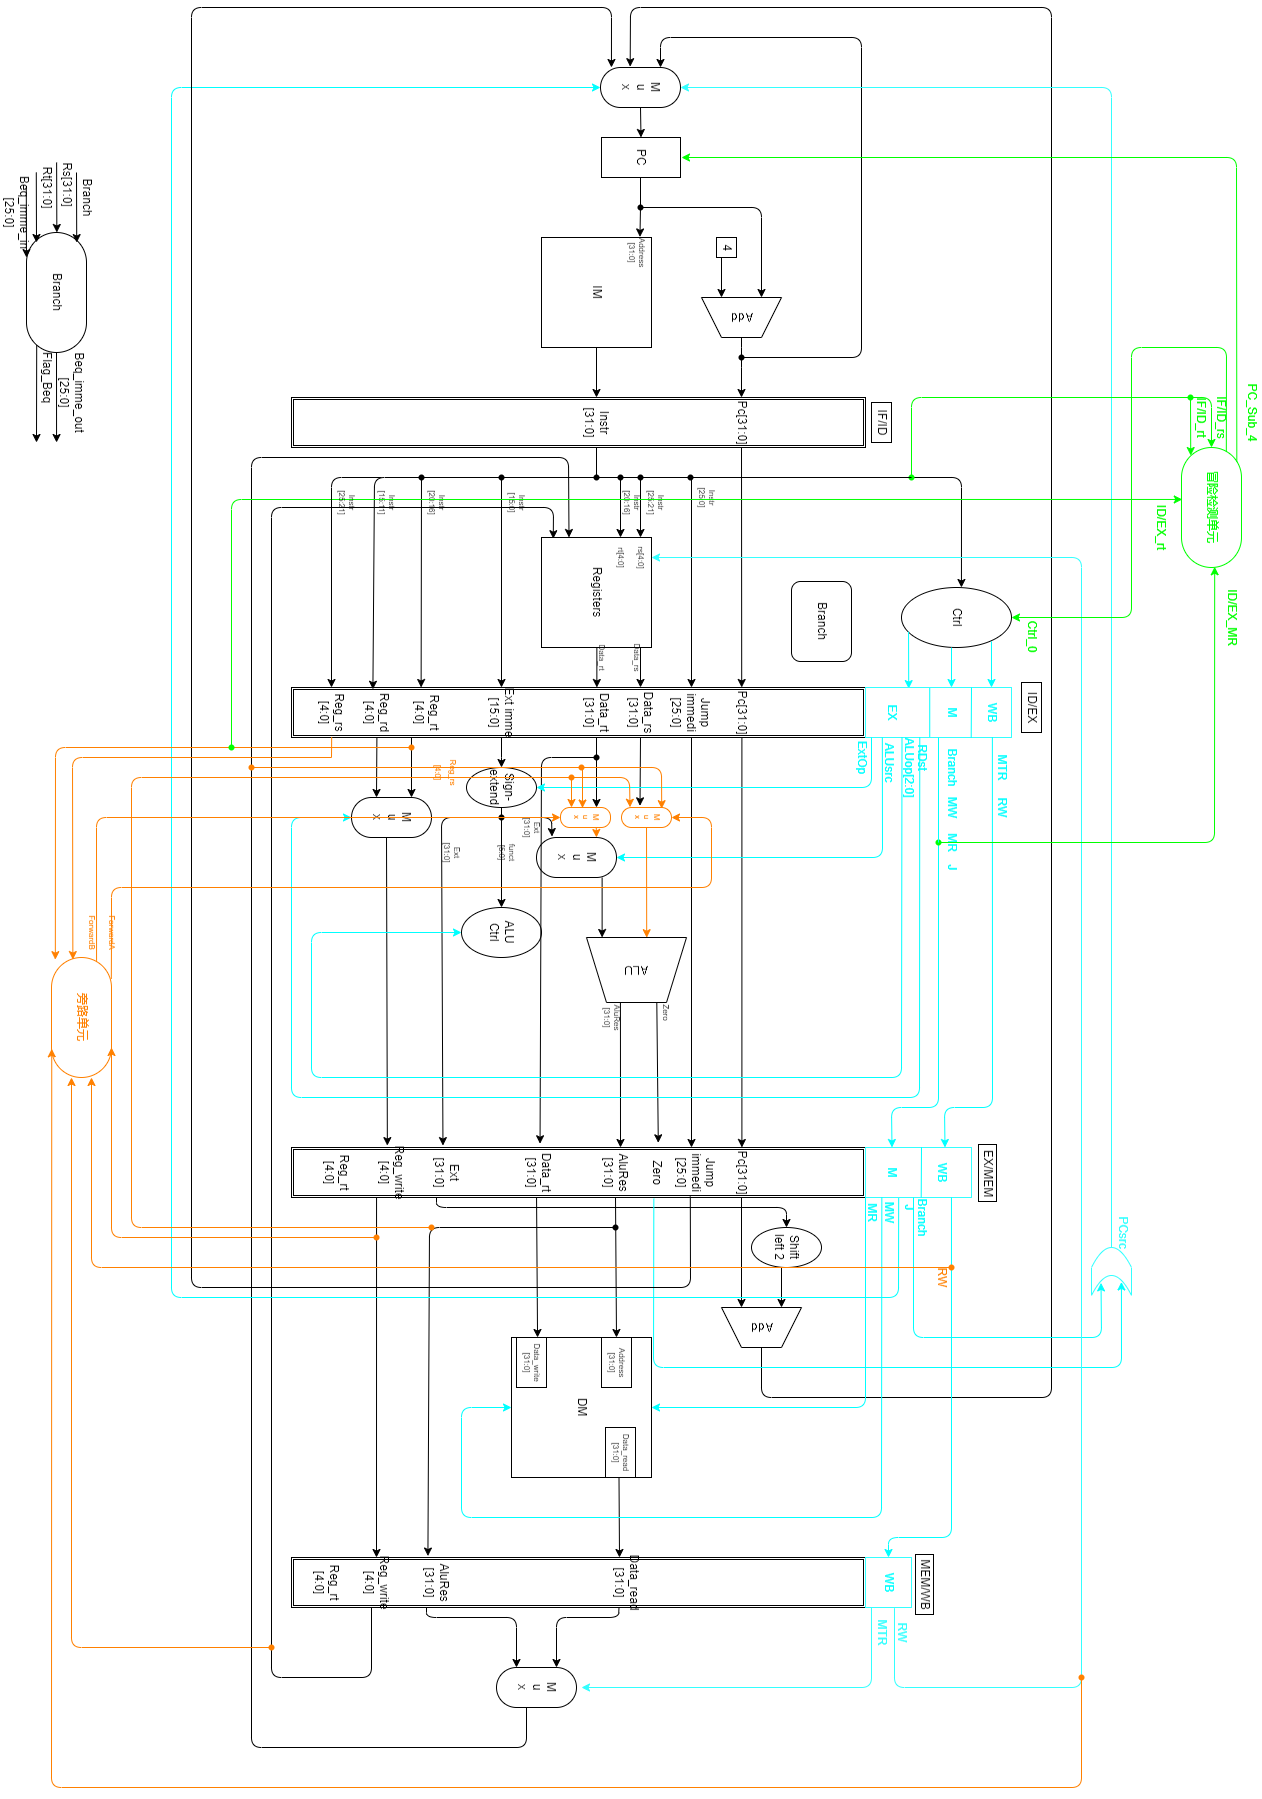 M
u
x
PC
Address
[31:0]
IM
4
Add
Pc[31:0]
Instr
[31:0]
IF/ID
PC_Sub_4
IF/ID_rs
IF/ID_rt
冒险检测单元
ID/EX_rt
ID/EX_MR
Branch
Rs[31:0]
Rt[31:0]
Beq_imme_in
[25:0]
Branch
Beq_imme_out
[25:0]
Flag_Beq
Instr
[25:0]
Instr
[25:21]
Instr
[20:16]
Instr
[15:0]
Instr
[20:16]
Instr
[15:11]
Instr
[25:21]
rs[4:0]
rt[4:0]
Registers
Data_rs
Data_rt
Branch
Ctrl
Ctrl_0
ID/EX
WB
M
EX
Pc[31:0]
Jump
immedi
[25:0]
Data_rs
[31:0]
Data_rt
[31:0]
Ext imme
[15:0]
Reg_rt
[4:0]
Reg_rd
[4:0]
Reg_rs
[4:0]
MTR RW
Branch MW MR J
RDst
ALUop[2:0]
ALUsrc
ExtOp
Reg_rs
[4:0]
Sign-
extend
M
u
x
M
u
x
M
u
x
M
u
x
Ext
[31:0]
funct
[5:0]
Ext
[31:0]
ALU
Ctrl
ALU
Zero
AluRes
[31:0]
ForwardA
ForwardB
旁路单元
EX/MEM
WB
M
Pc[31:0]
Jump
immedi
[25:0]
Zero
AluRes
[31:0]
Data_rt
[31:0]
Ext
[31:0]
Reg_write
[4:0]
Reg_rt
[4:0]
Branch
J
MW
MR
RW
PCsrc
Shift
left 2
Add
Address
[31:0]
Data_write
[31:0]
DM
Data_read
[31:0]
MEM/WB
WB
Data_read
[31:0]
AluRes
[31:0]
Reg_write
[4:0]
Reg_rt
[4:0]
RW
MTR
M
u
x